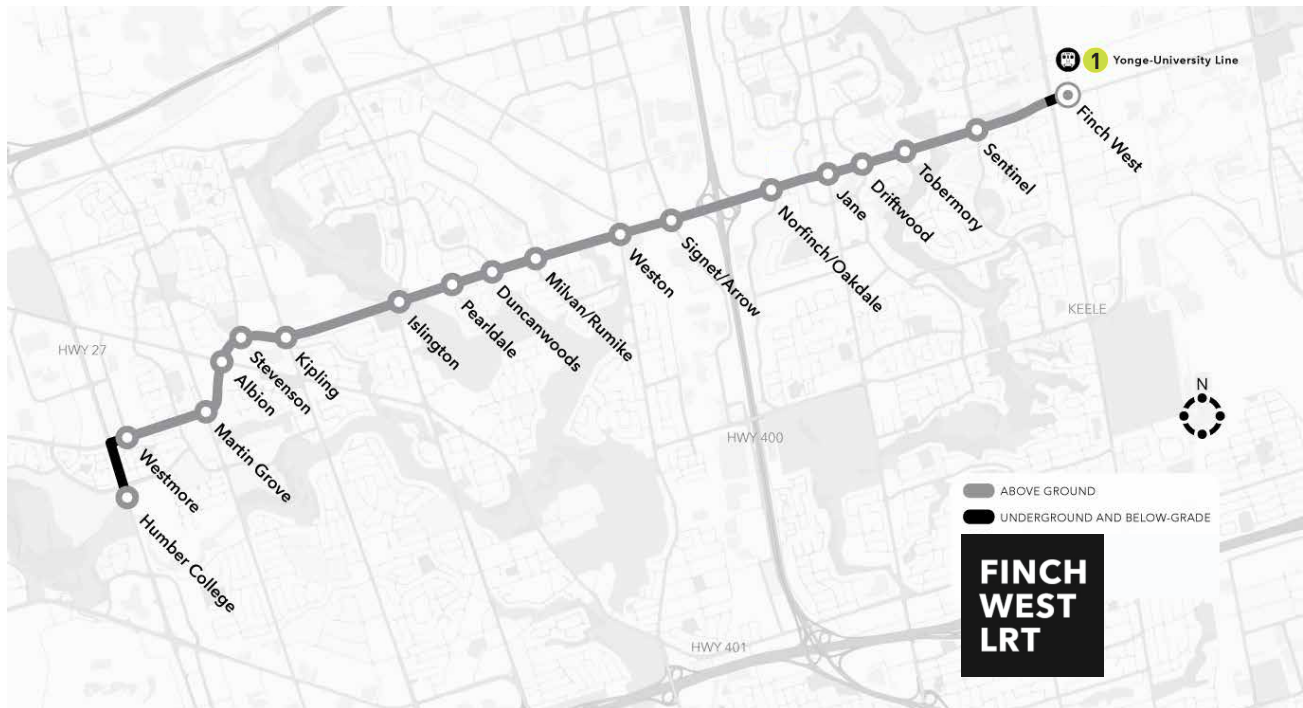 1 Yonge-University Line
Finch West
Sentinel
Tobermory
Driftwood
Jane
Norfinch/Oakdale
Signet/Arrow
Weston
Milvan/Rumike
Duncanwoods
Pearldale
Islington
Kipling
Stevenson
Albion
Martin Grove
Westmore
Humber College
HWY 27
KEELE
HWY 400
HWY 401
N
ABOVE GROUND
UNDERGROUND AND BELOW-GRADE
FINCH
WEST
LRT